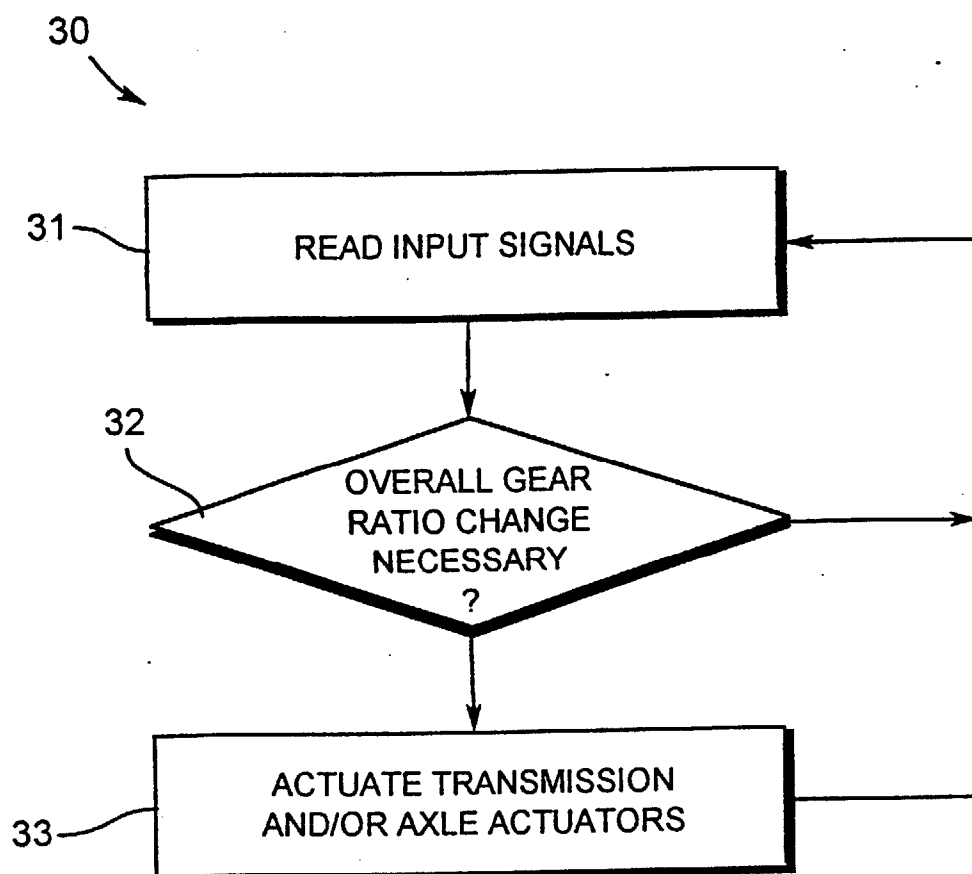 30
31
READ INPUT SIGNALS
32
OVERALL GEAR
RATIO CHANGE
NECESSARY
?
33
ACTUATE TRANSMISSION
AND/OR AXLE ACTUATORS